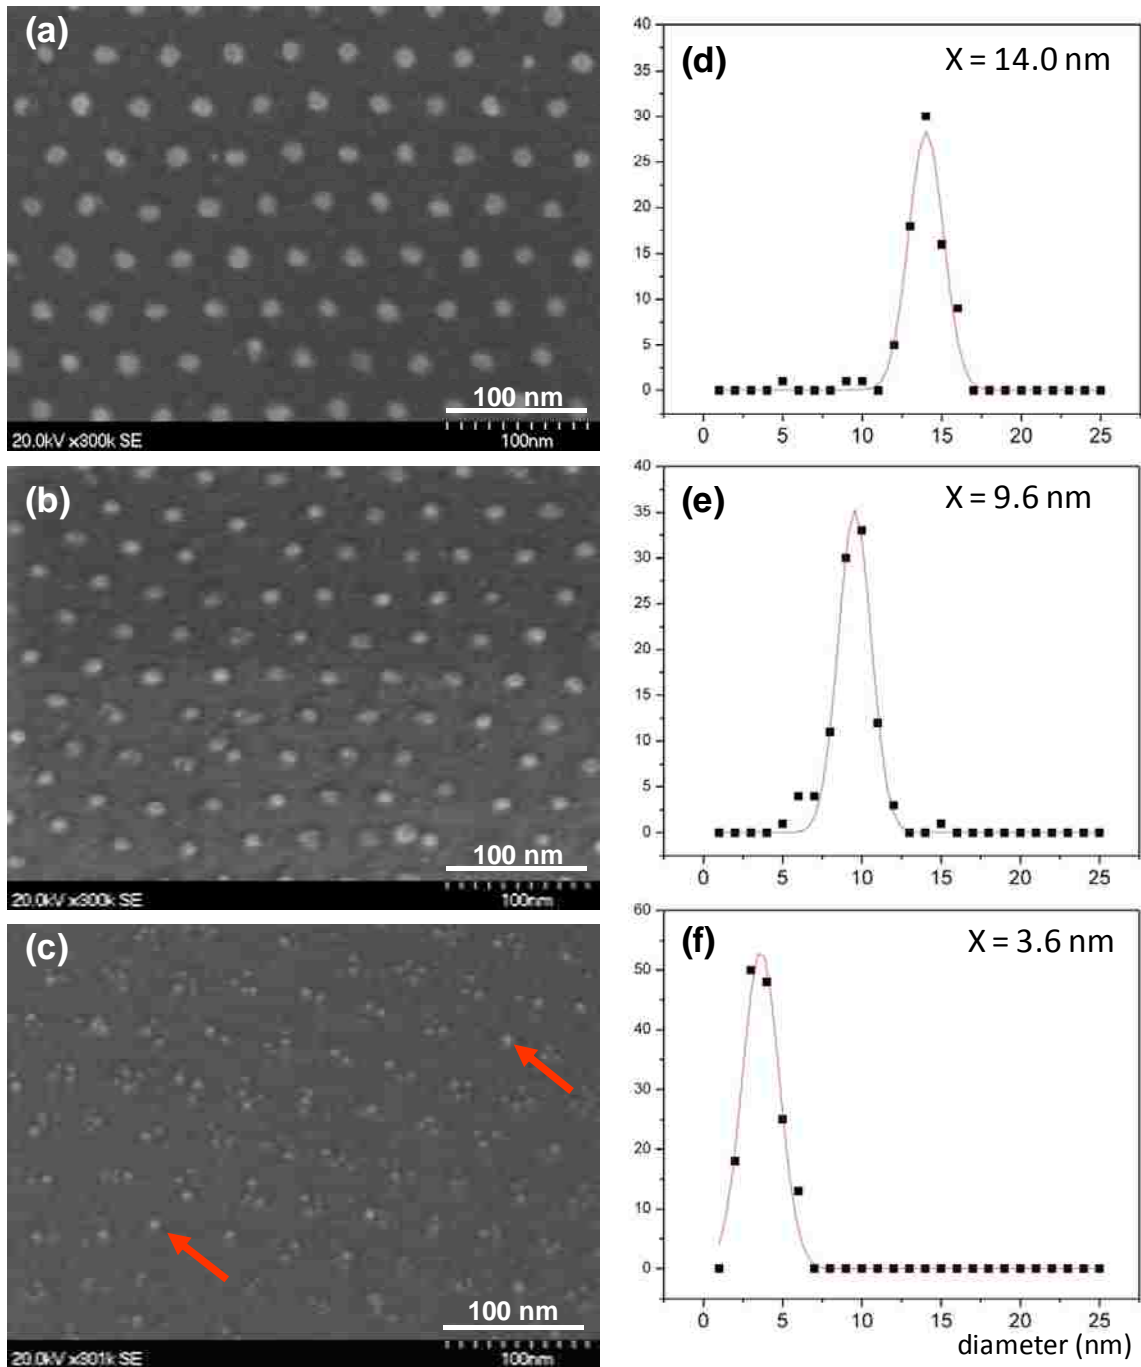 (a)
100 nm
20.0kV x300k SE
100nm
(d)
X = 14.0 nm
40
35
30
25
20
15
10
5
0
0 5 10 15 20 25
(b)
100 nm
20.0kV x300k SE
100nm
(e)
X = 9.6 nm
40
35
30
25
20
15
10
5
0
0 5 10 15 20 25
(c)
100 nm
20.0kV x301k SE
100nm
(f)
X = 3.6 nm
60
50
40
30
20
10
0
0 5 10 15 20 25
diameter (nm)